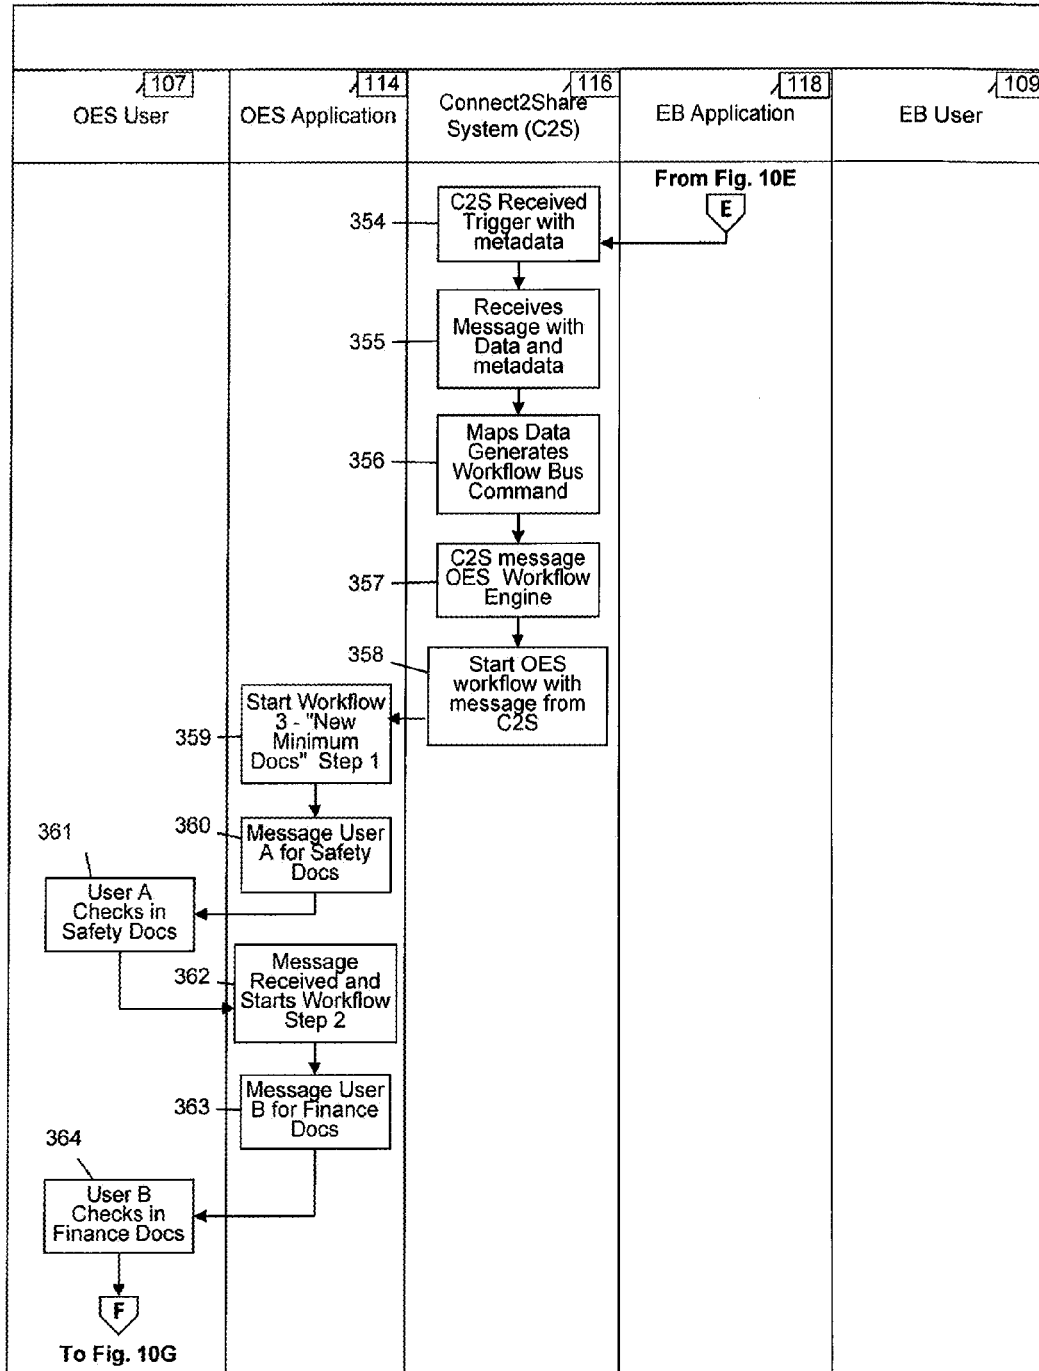 107
OES User
114
OES Application
116
Connect2Share
System (C2S)
118
EB Application
109
EB User
From Fig. 10E
E
354
C2S Received
Trigger with
metadata
355
Receives
Message with
Data and
metadata
356
Maps Data
Generates
Workflow Bus
Command
357
C2S message
OES Workflow
Engine
358
Start OES
workflow with
message from
C2S
359
Start Workflow
3 - "New
Minimum
Docs" Step 1
360
Message User
A for Safety
Docs
361
User A
Checks in
Safety Docs
362
Message
Received and
Starts Workflow
Step 2
363
Message User
B for Finance
Docs
364
User B
Checks in
Finance Docs
F
To Fig. 10G